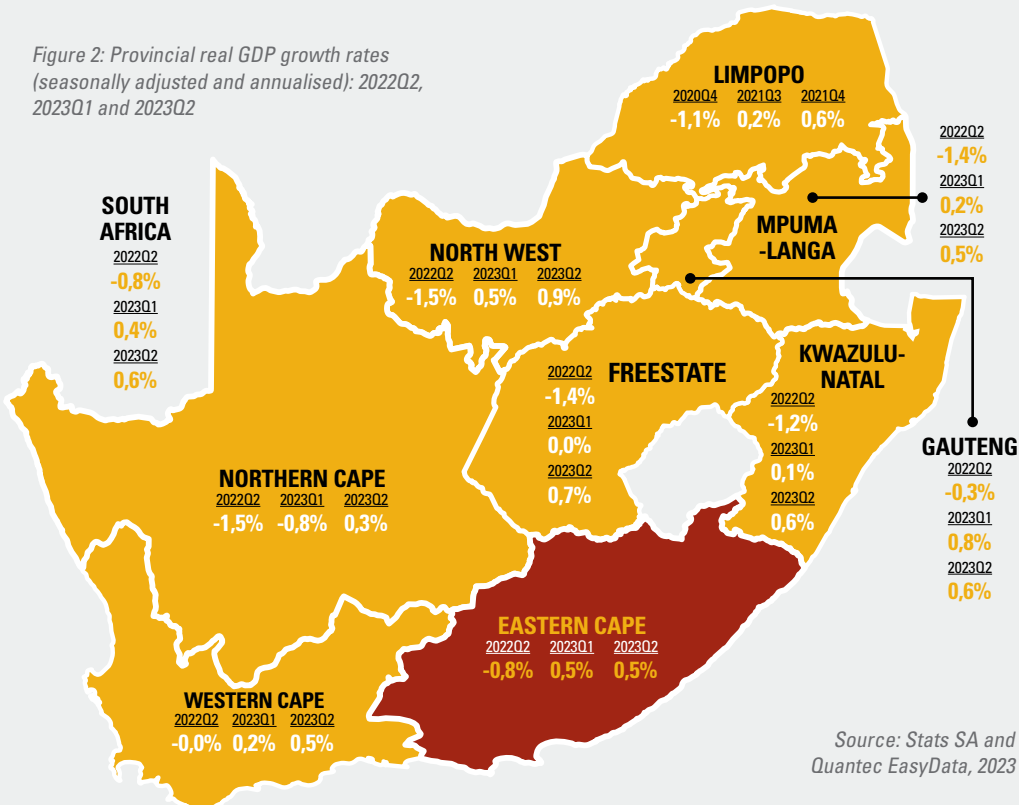 Figure 2: Provincial real GDP growth rates
(seasonally adjusted and annualised): 2022Q2,
2023Q1 and 2023Q2
LIMPOPO
2020Q4 2021Q3 2021Q4
-1,1% 0,2% 0,6%
2022Q2
-1,4%
2023Q1
0,2%
2023Q2
0,5%
MPUMA
-LANGA
SOUTH
AFRICA
2022Q2
-0,8%
2023Q1
0,4%
2023Q2
0,6%
NORTH WEST
2022Q2 2023Q1 2023Q2
-1,5% 0,5% 0,9%
FREESTATE
2022Q2
-1,4%
2023Q1
0,0%
2023Q2
0,7%
KWAZULU-
NATAL
2022Q2
-1,2%
2023Q1
0,1%
2023Q2
0,6%
GAUTENG
2022Q2
-0,3%
2023Q1
0,8%
2023Q2
0,6%
NORTHERN CAPE
2022Q2 2023Q1 2023Q2
-1,5% -0,8% 0,3%
EASTERN CAPE
2022Q2 2023Q1 2023Q2
-0,8% 0,5% 0,5%
WESTERN CAPE
2022Q2 2023Q1 2023Q2
-0,0% 0,2% 0,5%
Source: Stats SA and
Quantec EasyData, 2023